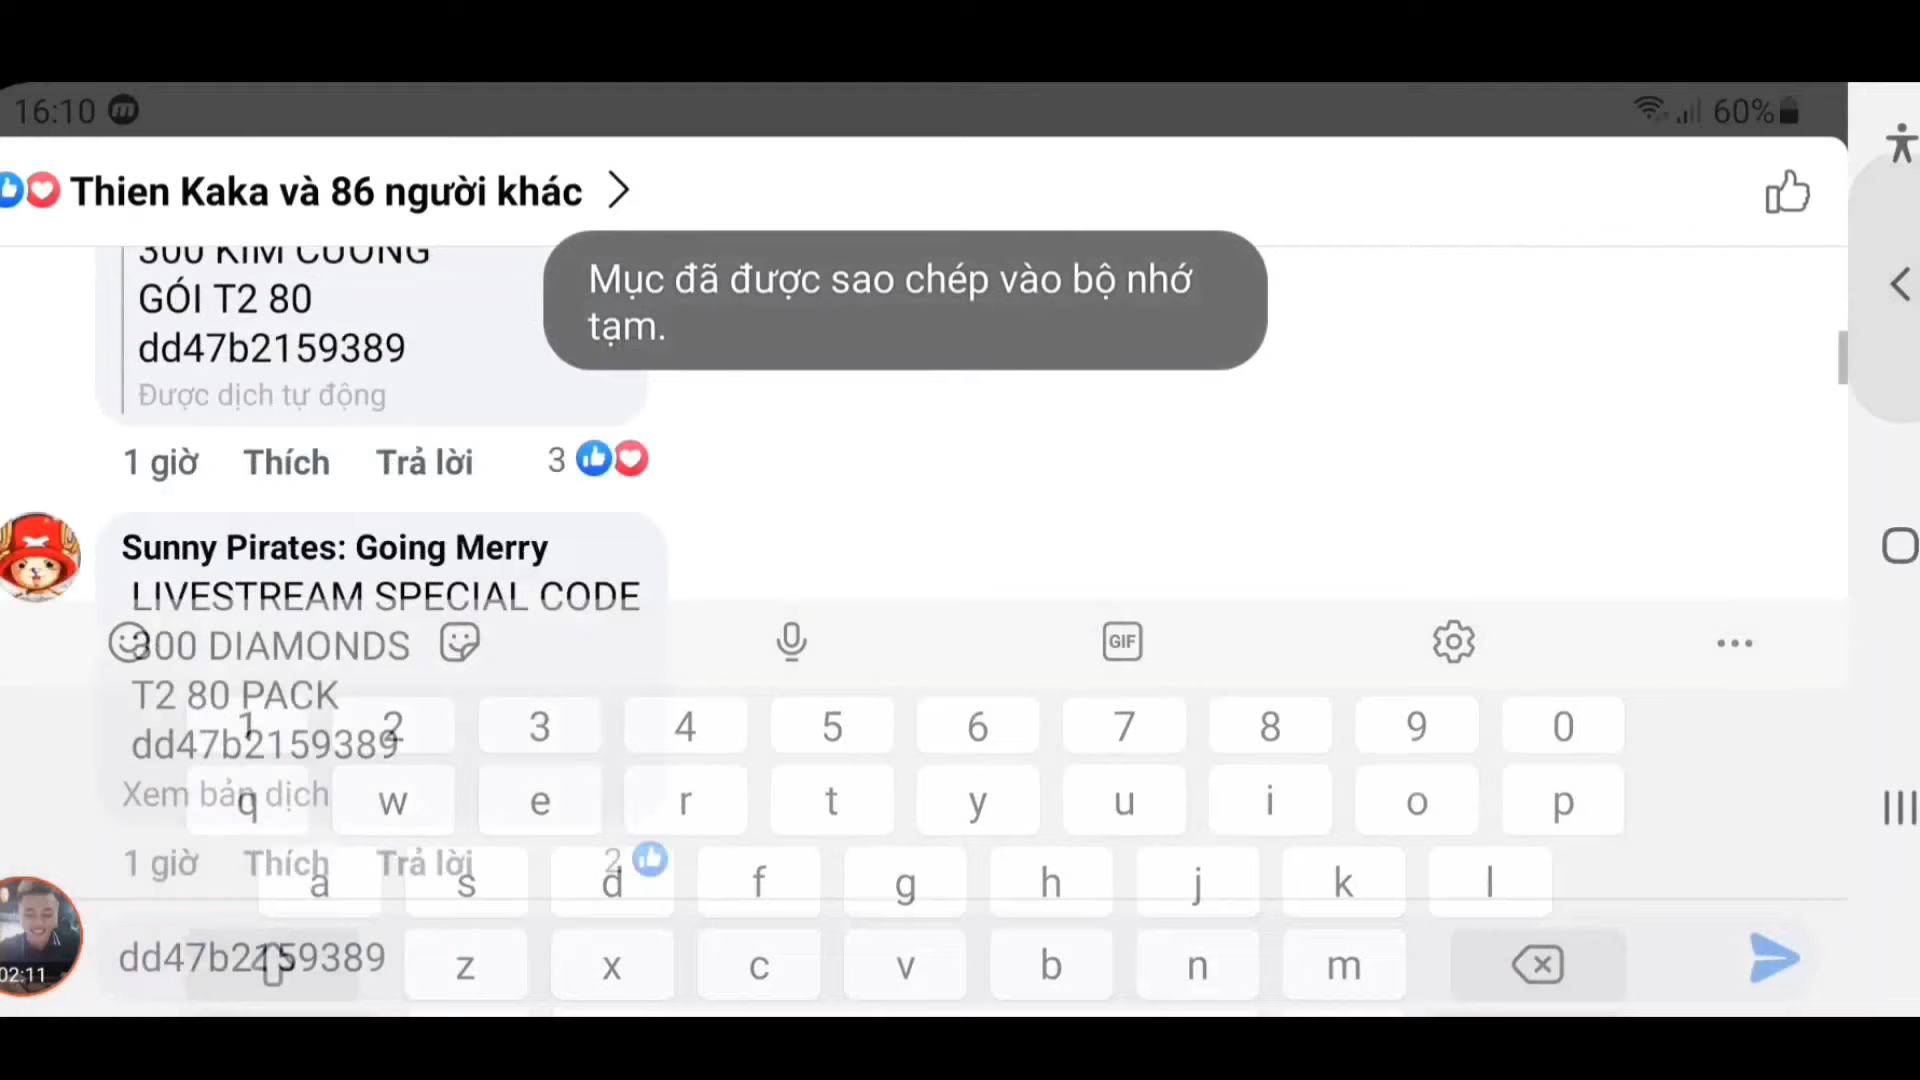 16:10
60%
Thien Kaka và 86 người khác
300 KIM CƯƠNG
GÓI T2 80
dd47b2159389
Được dịch tự động
Mục đã được sao chép vào bộ nhớ
tạm.
1 giờ Thích Trả lời 3
Sunny Pirates: Going Merry
LIVESTREAM SPECIAL CODE
300 DIAMONDS
T2 80 PACK
dd47b2159389
Xem bản dịch
1 giờ Thích Trả lời 2
GIF
1 2 3 4 5 6 7 8 9 0
q w e r t y u i o p
a s d f g h j k l
z x c v b n m
dd47b2159389
02:11